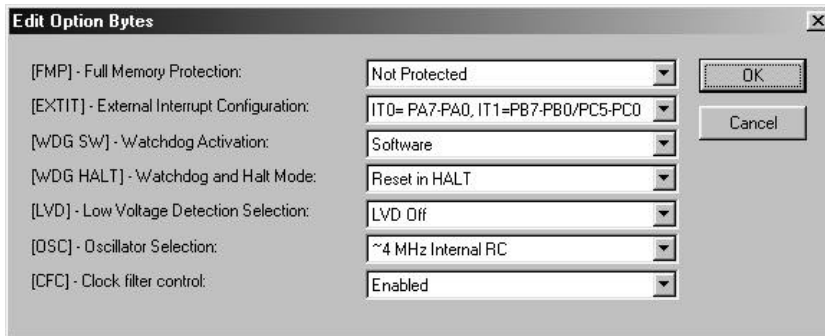 Edit Option Bytes
[FMP] - Full Memory Protection: Not Protected OK
[EXTIT] - External Interrupt Configuration: IT0= PA7-PA0, IT1=PB7-PB0/PC5-PC0
Cancel
[WDG SW] - Watchdog Activation: Software
[WDG HALT] - Watchdog and Halt Mode: Reset in HALT
[LVD] - Low Voltage Detection Selection: LVD Off
[OSC] - Oscillator Selection: ~4 MHz Internal RC
[CFC] - Clock filter control: Enabled